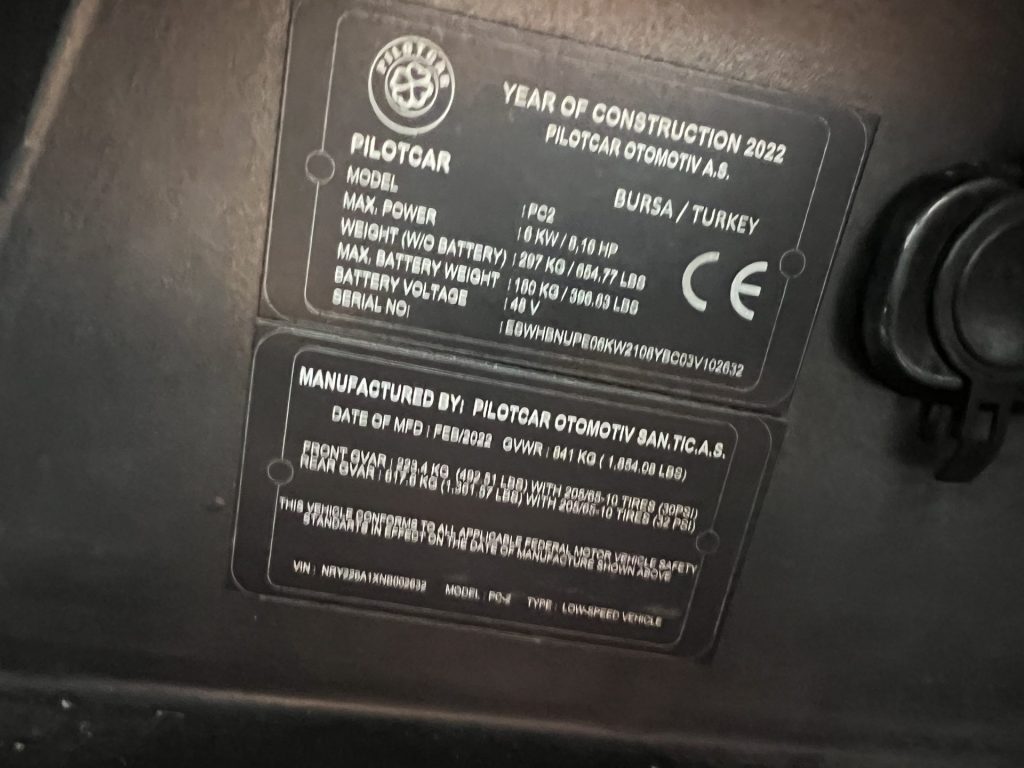 PILOTCAR
YEAR OF CONSTRUCTION 2022
PILOTCAR OTOMOTIV A.S.
PILOTCAR
BURSA / TURKEY
MODEL : PC2
MAX. POWER : 6 KW / 8,16 HP
WEIGHT (W/O BATTERY) : 297 KG / 654.77 LBS
MAX. BATTERY WEIGHT : 180 KG / 396.83 LBS
BATTERY VOLTAGE : 48 V
SERIAL NO:
CE
MANUFACTURED BY: PILOTCAR OTOMOTIV SAN.TIC.A.S.
DATE OF MFD : FEB/2022 GVWR : 841 KG ( 1,854.08 LBS)
FRONT GVAR : 223.4 KG (492.51 LBS) WITH 205/65-10 TIRES (30PSI)
REAR GVAR : 617.6 KG (1,361.57 LBS) WITH 205/65-10 TIRES (32 PSI)
THIS VEHICLE CONFORMS TO ALL APPLICABLE FEDERAL MOTOR VEHICLE SAFETY
STANDARTS IN EFFECT ON THE DATE OF MANUFACTURE SHOWN ABOVE
VIN : MODEL : TYPE : LOW-SPEED VEHICLE